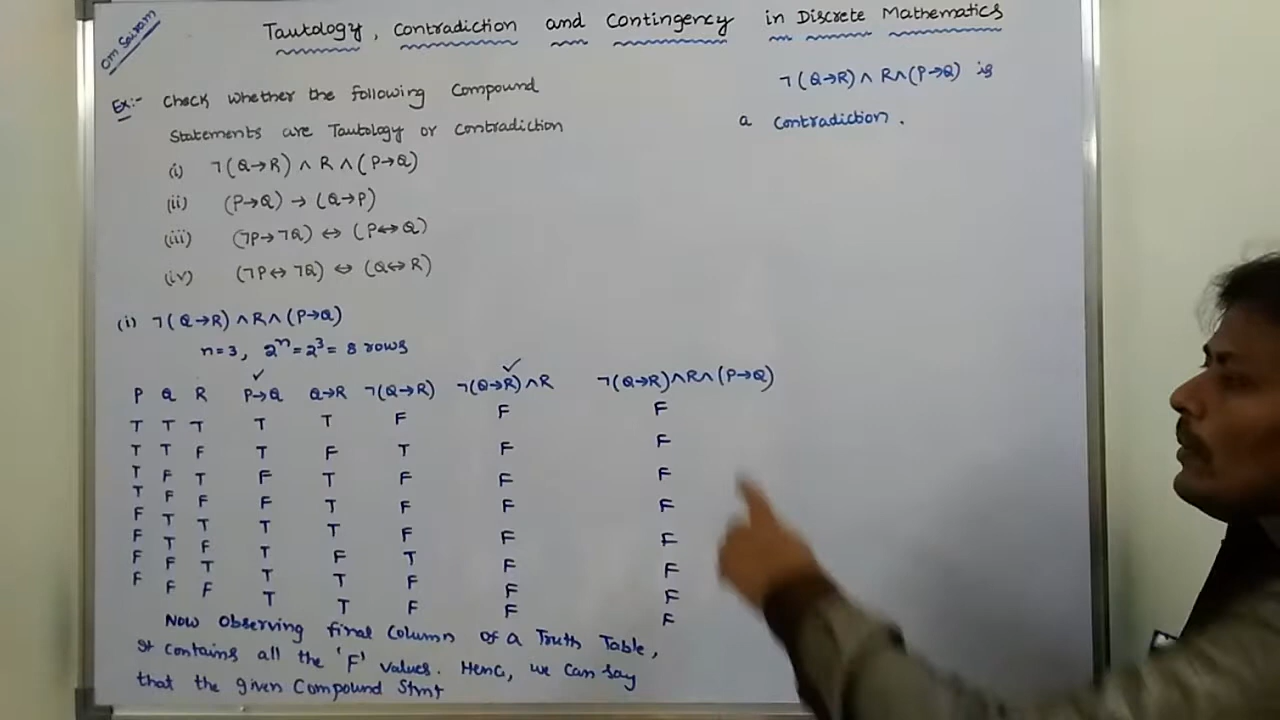 Om Sairam
Tautology, Contradiction and Contingency in Discrete Mathematics
Ex:- Check whether the following Compound
Statements are Tautology or Contradiction
(i) ¬(Q→R) ∧ R ∧ (P→Q)
(ii) (P→Q) → (Q→P)
(iii) (¬P→¬Q) ↔ (P↔Q)
(iv) (¬P↔¬Q) ↔ (Q↔R)
(i) ¬(Q→R) ∧ R ∧ (P→Q)
n=3, 2ⁿ=2³= 8 rows
✓ ✓
P Q R P→Q Q→R ¬(Q→R) ¬(Q→R)∧R ¬(Q→R)∧R∧(P→Q)
T T T T T F F F
T T F T F T F F
T F T F T F F F
T F F F T F F F
F T T T T F F F
F T F T F T F F
F F T T T F F F
F F F T T F F F
Now observing final Column of a Truth Table,
It contains all the 'F' values. Henc, we can say
that the given Compound Stmt
¬(Q→R) ∧ R∧(P→Q) is
a Contradiction.